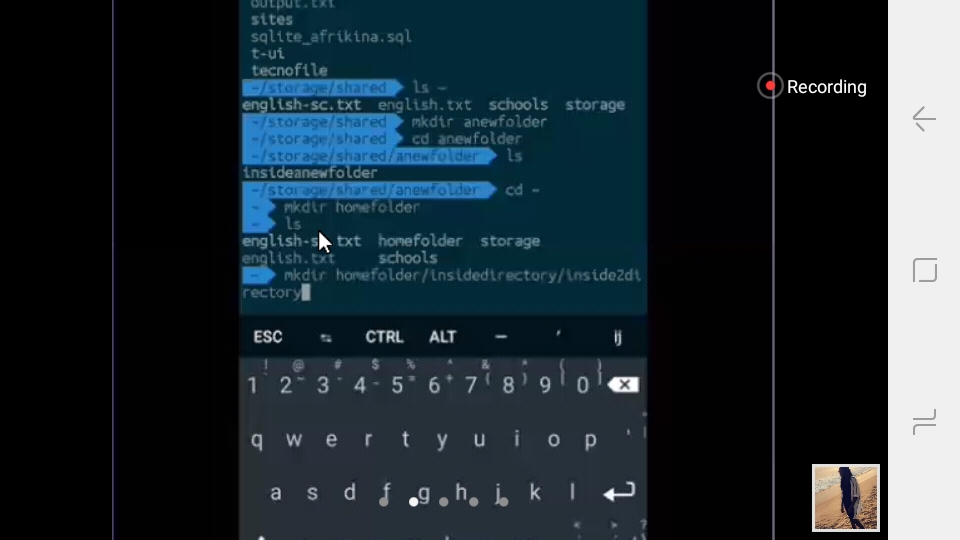 output.txt
sites
sqlite_afrikina.sql
t-ui
tecnofile
~/storage/shared ls ~
english-sc.txt english.txt schools storage
~/storage/shared mkdir anewfolder
~/storage/shared cd anewfolder
~/storage/shared/anewfolder ls
insideanewfolder
~/storage/shared/anewfolder cd ~
~ mkdir homefolder
~ ls
english-s txt homefolder storage
english.txt schools
~ mkdir homefolder/insidedirectory/inside2di
rectory
Recording
ESC CTRL ALT —
! @ # $ % ^ & * ( )
1 2 3 4 5 6 7 8 9 0
q w e r t y u i o p
a s d f g h j k l
< > ?